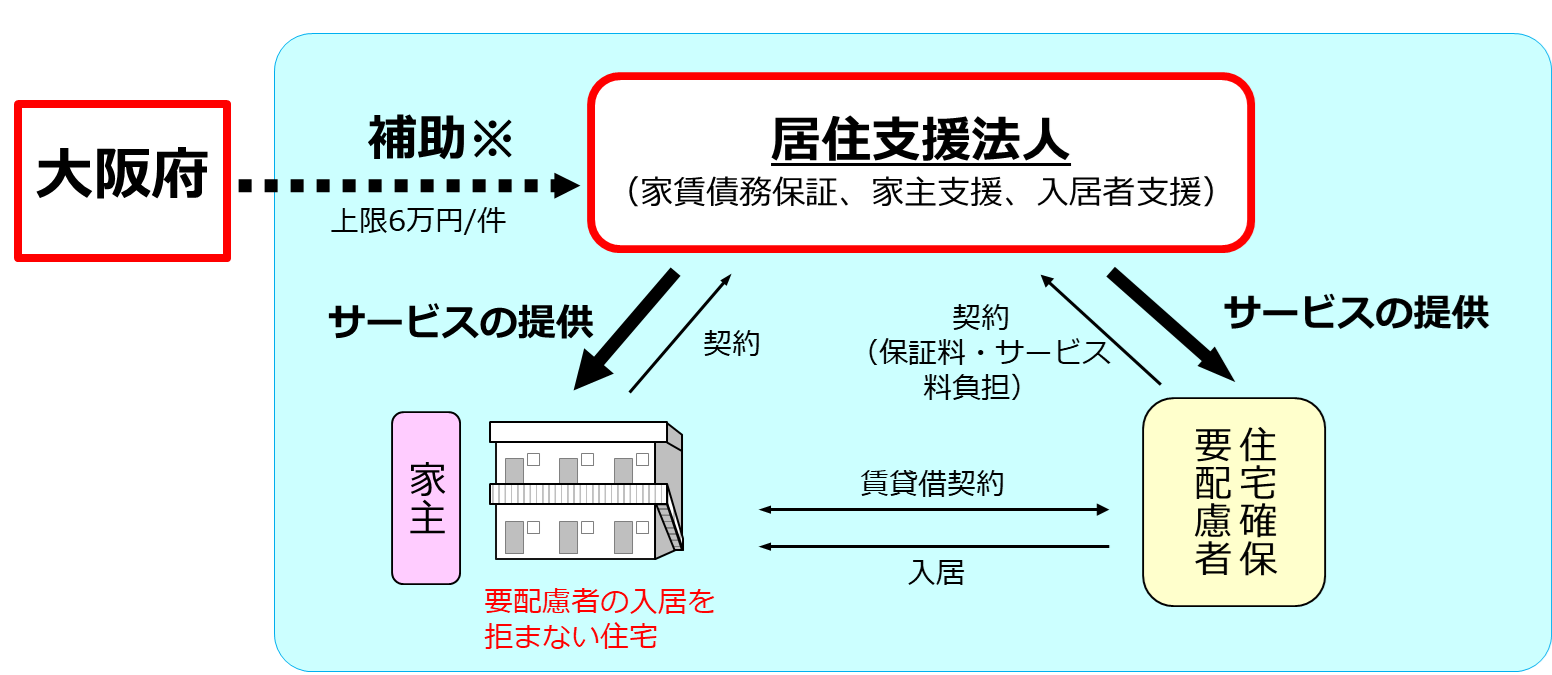 大阪府
補助※
上限6万円/件
居住支援法人
（家賃債務保証、家主支援、入居者支援）
サービスの提供
契約
契約
（保証料・サービス
料負担）
サービスの提供
家主
賃貸借契約
入居
住宅確保
要配慮者
要配慮者の入居を
拒まない住宅